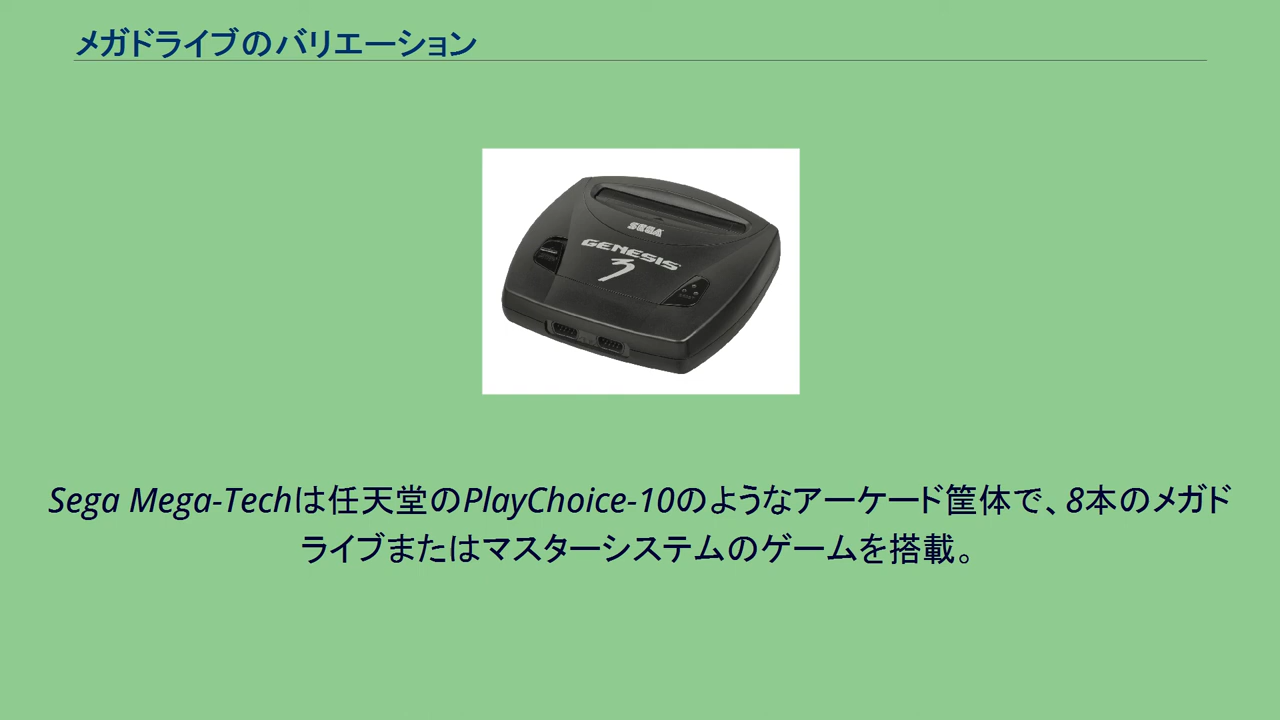 メガドライブのバリエーション
SEGA
GENESIS
3
Sega Mega-Techは任天堂のPlayChoice-10のようなアーケード筐体で、8本のメガド
ライブまたはマスターシステムのゲームを搭載。